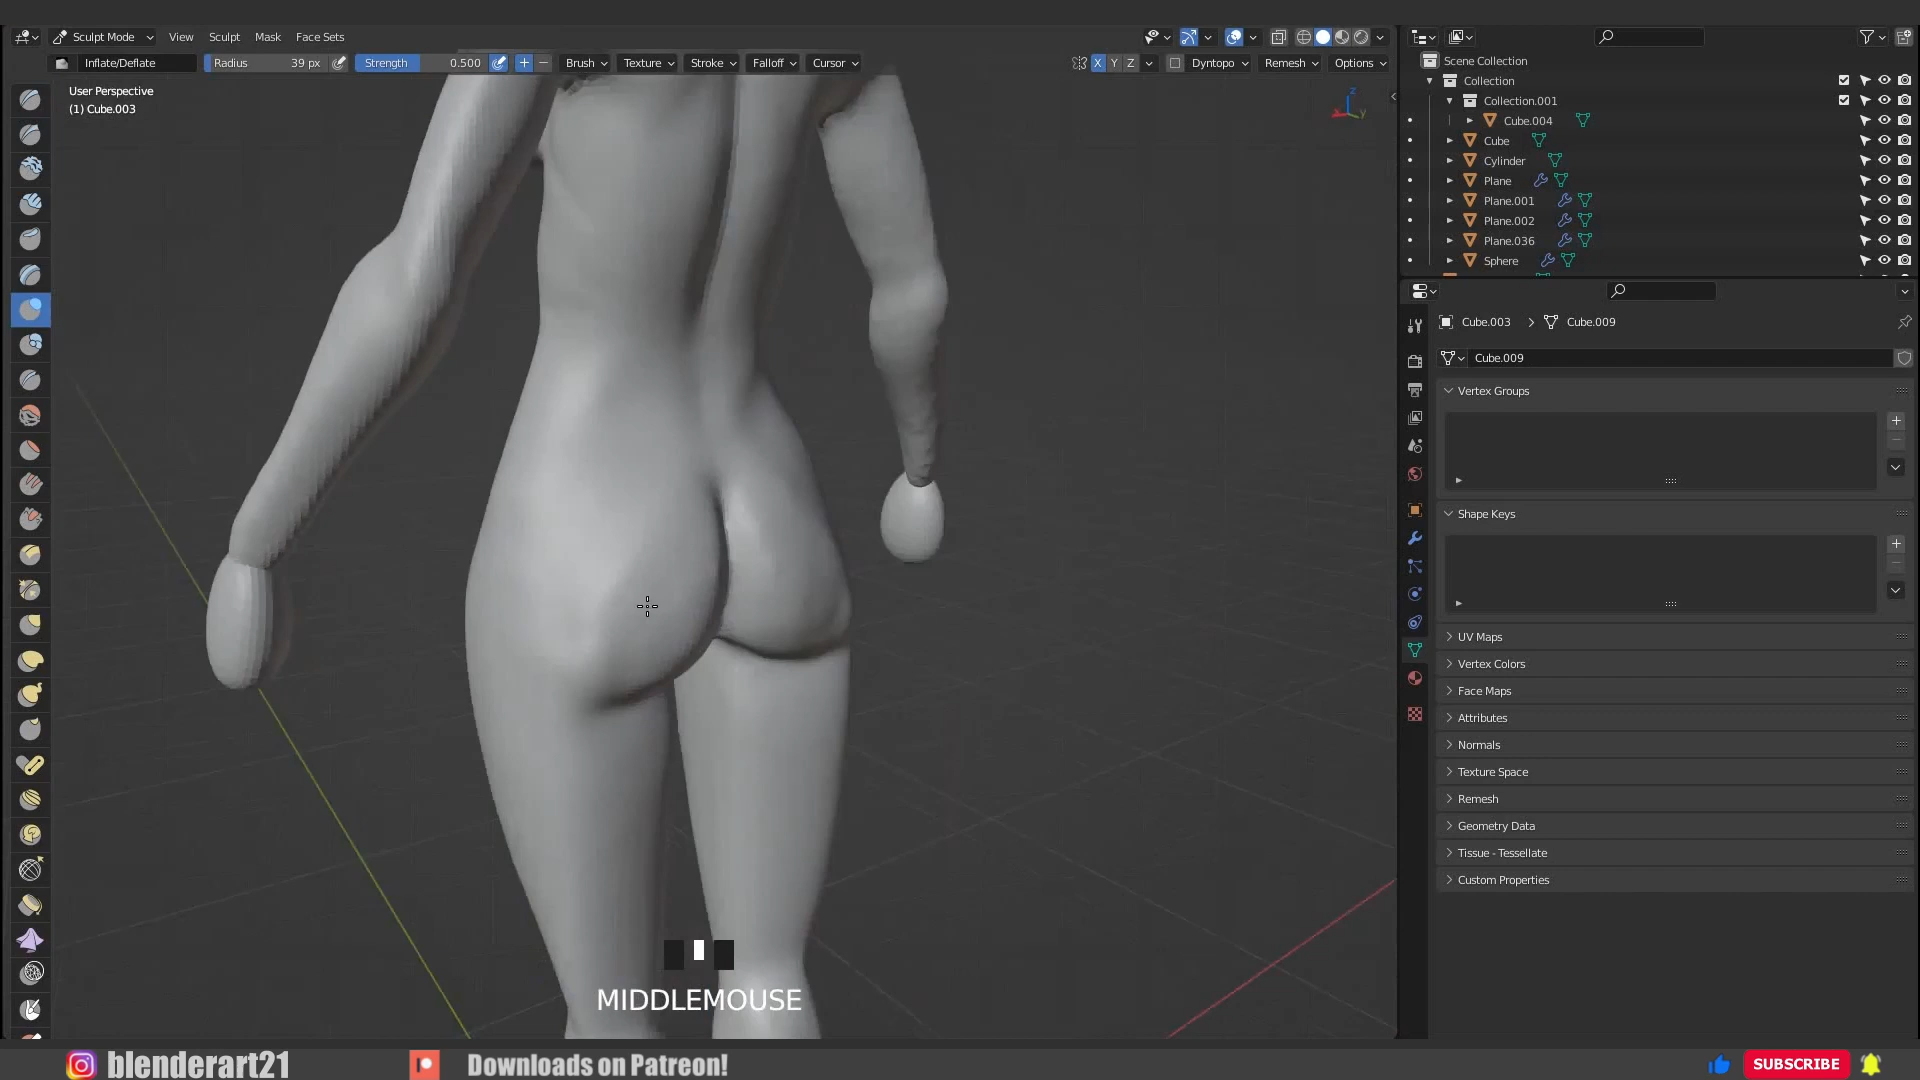 Sculpt Mode View Sculpt Mask Face Sets
Inflate/Deflate Radius 39 px Strength 0.500 Brush Texture Stroke Falloff Cursor X Y Z Dyntopo Remesh Options
User Perspective
(1) Cube.003
Z
Y
MIDDLEMOUSE
Scene Collection
Collection
Collection.001
Cube.004
Cube
Cylinder
Plane
Plane.001
Plane.002
Plane.036
Sphere
Cube.003 Cube.009
Cube.009
Vertex Groups
Shape Keys
UV Maps
Vertex Colors
Face Maps
Attributes
Normals
Texture Space
Remesh
Geometry Data
Tissue - Tessellate
Custom Properties
blenderart21 Downloads on Patreon! SUBSCRIBE